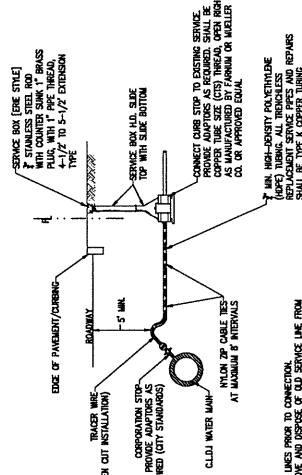 SERVICE BOX [ERIE STYLE]
STAINLESS STEEL ROD
WITH COUNTER SUNK 1" BRASS
PLUG, WITH 1" PIPE THREAD,
4-1/2' TO 5-1/2' EXTENSION
TYPE
SERVICE BOX H.D. SLIDE
TOP WITH SLIDE BOTTOM
CONNECT CURB STOP TO EXISTING SERVICE.
PROVIDE ADAPTORS AS REQUIRED. SHALL BE
COPPER TUBE SIZE (CTS) THREAD, OPEN RIGH
AS MANUFACTURED BY FARNUM OR MUELLER
CO. OR APPROVED EQUAL
MIN. HIGH-DENSITY POLYETHYLENE
(HDPE) TUBING. ALL TRENCHLESS
REPLACEMENT SERVICE PIPES AND REPAIRS
SHALL BE TYPE K COPPER TUBING
EDGE OF PAVEMENT/CURBING
ROADWAY
5' MIN.
TRACER WIRE
EN CUT INSTALLATION)
CORPORATION STOP
PROVIDE ADAPTORS AS
IRED (CITY STANDARDS)
C.I.D.I WATER MAIN
NYLON ZIP CABLE TIES
AT MAXIMUM 8' INTERVALS
LINES PRIOR TO CONNECTION.
AND DISPOSE OF OLD SERVICE LINE FROM